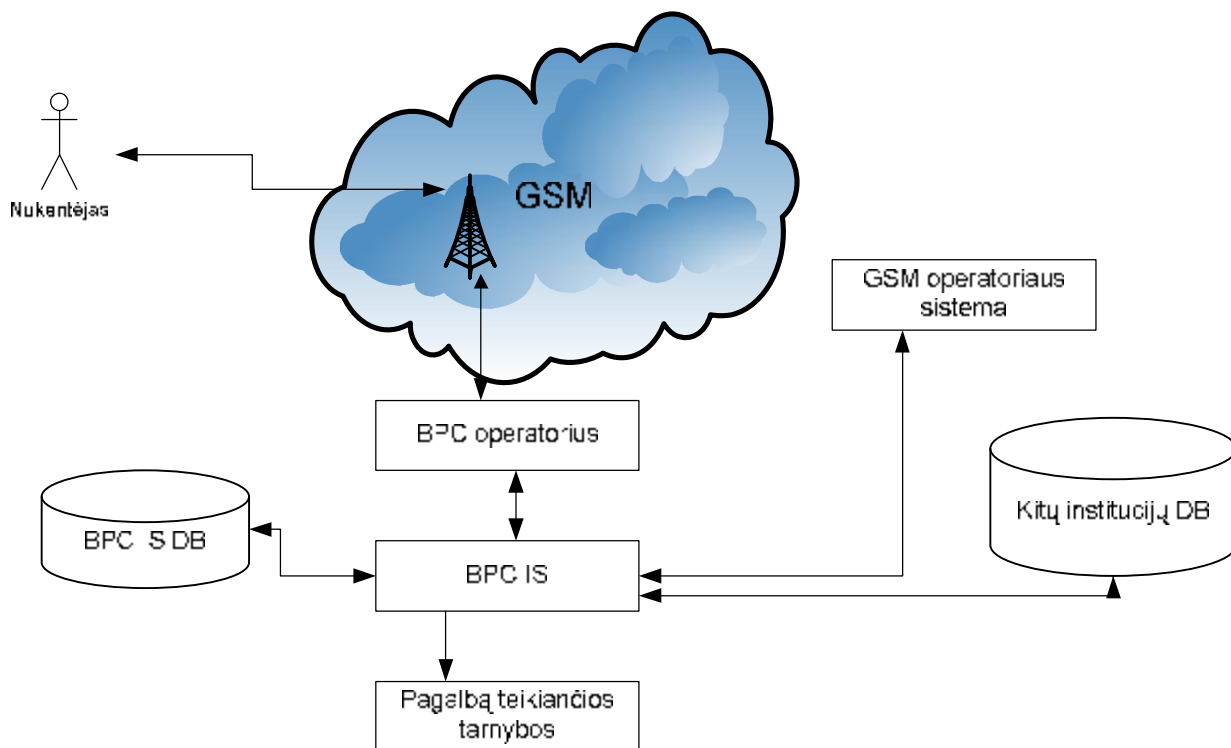 GSM
Nukentėjas
GSM operatoriaus
sistema
BPC operatorius
Kitų institucijų DB
BPC IS DB
BPC IS
Pagalbą teikiančios
tarnybos